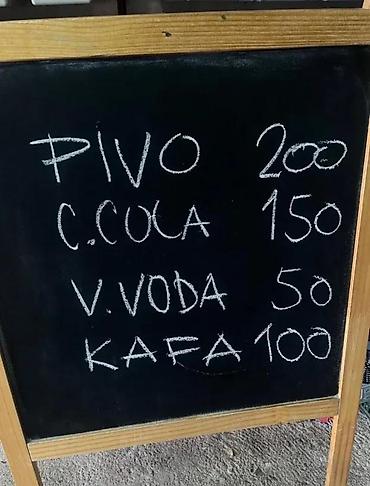 PIVO 200
C.COLA 150
V.VODA 50
KAFA 100